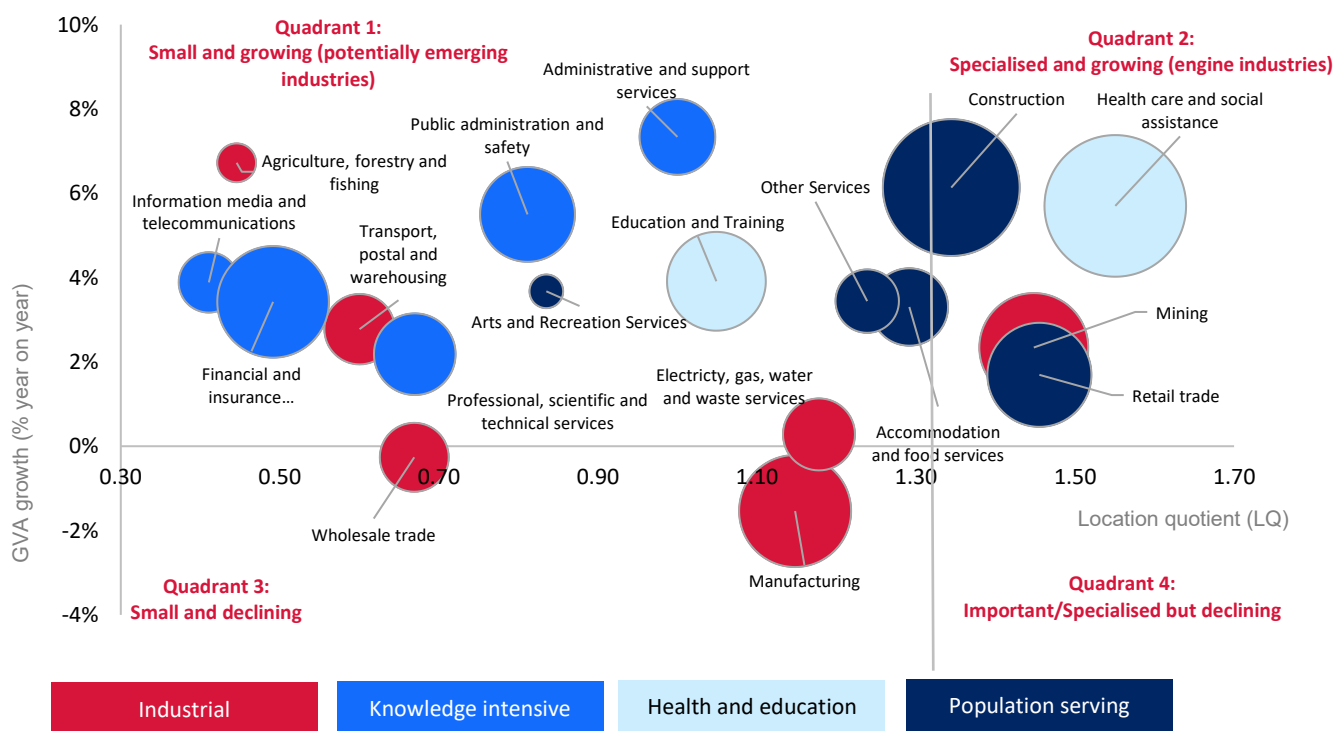 10%
8%
6%
4%
2%
0%
-2%
-4%
GVA growth (% year on year)
Quadrant 1:
Small and growing (potentially emerging
industries)
Quadrant 2:
Specialised and growing (engine industries)
Administrative and support
services
Construction
Health care and social
assistance
Public administration and
safety
Agriculture, forestry and
fishing
Other Services
Information media and
telecommunications
Transport,
postal and
warehousing
Education and Training
Arts and Recreation Services
Mining
Financial and
insurance...
Electricty, gas, water
and waste services
Retail trade
Professional, scientific and
technical services
Accommodation
and food services
0.30
0.50
0.70
0.90
1.10
1.30
1.50
1.70
Location quotient (LQ)
Wholesale trade
Manufacturing
Quadrant 3:
Small and declining
Quadrant 4:
Important/Specialised but declining
Industrial
Knowledge intensive
Health and education
Population serving